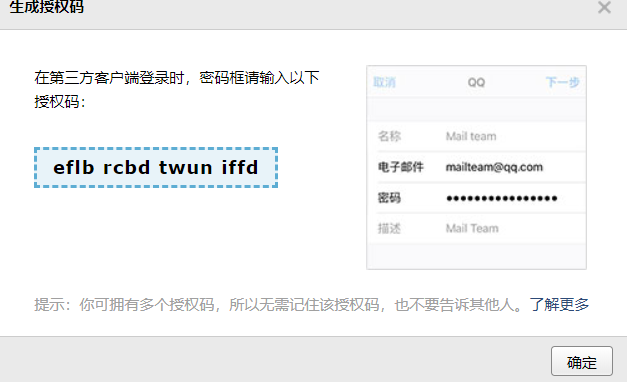 生成授权码
在第三方客户端登录时，密码框请输入以下
授权码：
eflb rcbd twun iffd
取消 QQ 下一步
名称 Mail team
电子邮件 mailteam@qq.com
密码 ••••••••••••••••
描述 Mail Team
提示：你可拥有多个授权码，所以无需记住该授权码，也不要告诉其他人。了解更多
确定